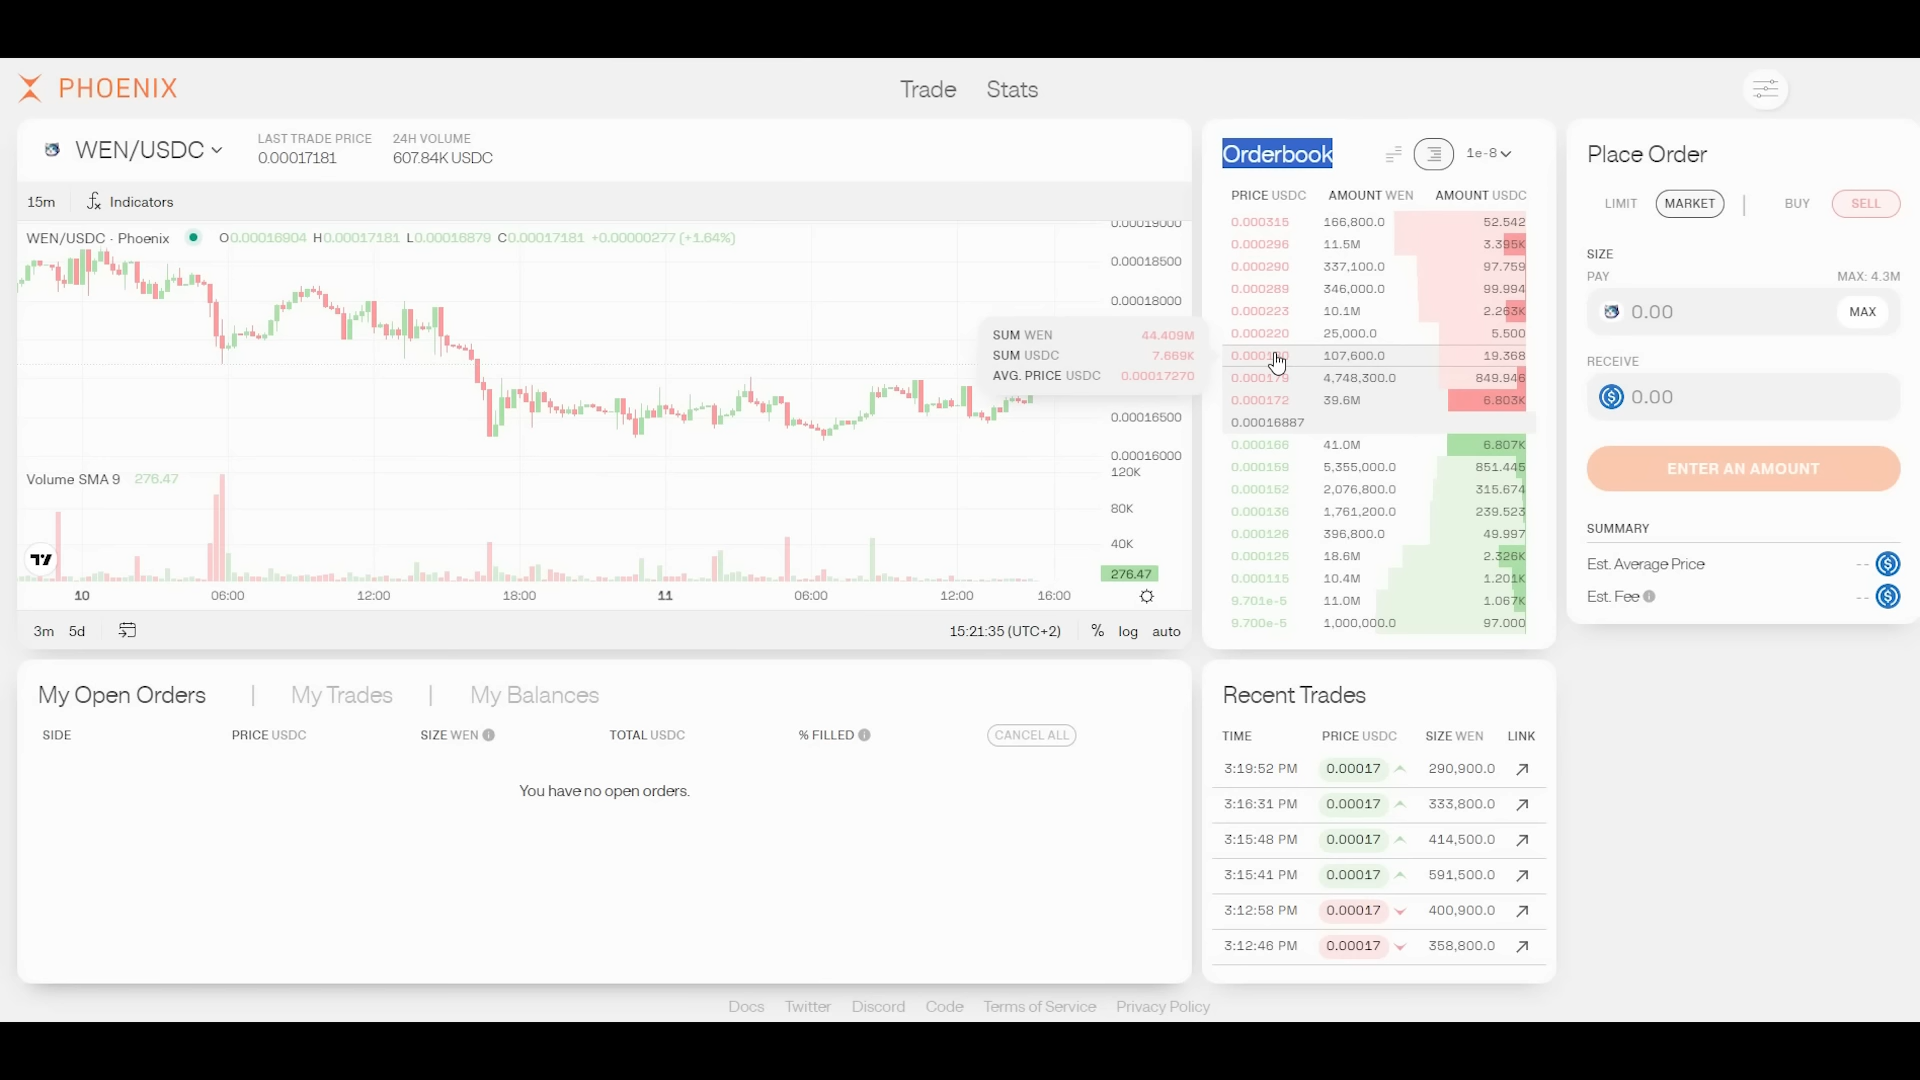 PHOENIX
Trade Stats
WEN/USDC
LAST TRADE PRICE
0.00017181
24H VOLUME
607.84K USDC
15m Indicators
WEN/USDC · Phoenix O0.00016904 H0.00017181 L0.00016879 C0.00017181 +0.00000277 (+1.64%)
0.00019000
0.00018500
0.00018000
0.00016500
0.00016000
SUM WEN 44.409M
SUM USDC 7.669K
AVG. PRICE USDC 0.00017270
Volume SMA 9 276.47
120K
80K
40K
276.47
10 06:00 12:00 18:00 11 06:00 12:00 16:00
3m 5d 15:21:35 (UTC+2) % log auto
Orderbook 1e-8
PRICE USDC AMOUNT WEN AMOUNT USDC
0.000315 166,800.0 52.542
0.000296 11.5M 3.395K
0.000290 337,100.0 97.759
0.000289 346,000.0 99.994
0.000223 10.1M 2.263K
0.000220 25,000.0 5.500
107,600.0 19.368
0.000179 4,748,300.0 849.946
0.000172 39.6M 6.803K
0.00016887
0.000166 41.0M 6.807K
0.000159 5,355,000.0 851.445
0.000152 2,076,800.0 315.674
0.000136 1,761,200.0 239.523
0.000126 396,800.0 49.997
0.000125 18.6M 2.326K
0.000115 10.4M 1.201K
9.701e-5 11.0M 1.067K
9.700e-5 1,000,000.0 97.000
Place Order
LIMIT MARKET | BUY SELL
SIZE
PAY MAX: 4.3M
0.00 MAX
RECEIVE
0.00
ENTER AN AMOUNT
SUMMARY
Est. Average Price --
Est. Fee --
My Open Orders | My Trades | My Balances
SIDE PRICE USDC SIZE WEN TOTAL USDC % FILLED CANCEL ALL
You have no open orders.
Recent Trades
TIME PRICE USDC SIZE WEN LINK
3:19:52 PM 0.00017 290,900.0
3:16:31 PM 0.00017 333,800.0
3:15:48 PM 0.00017 414,500.0
3:15:41 PM 0.00017 591,500.0
3:12:58 PM 0.00017 400,900.0
3:12:46 PM 0.00017 358,800.0
Docs Twitter Discord Code Terms of Service Privacy Policy